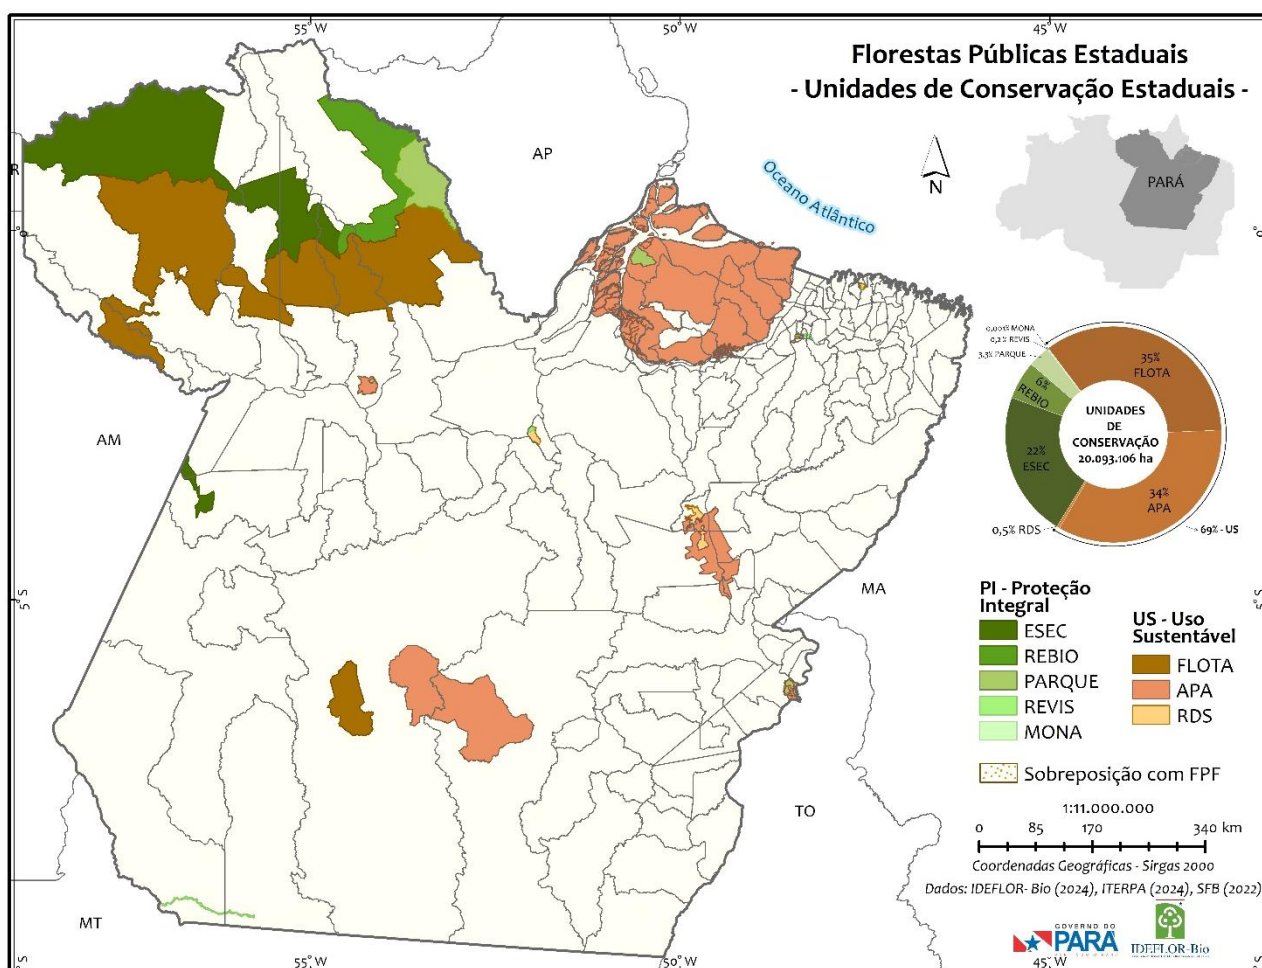 55°W
50°W
45°W
Florestas Públicas Estaduais
- Unidades de Conservação Estaduais -
R
AP
N
Oceano Atlântico
PARÁ
0°
0°
0,001% MONA
0,2% REVIS
3,3% PARQUE
6%
REBIO
35%
FLOTA
UNIDADES
DE
CONSERVAÇÃO
20.093.106 ha
22%
ESEC
34%
APA
0,5% RDS
69% - US
AM
MA
5°S
5°S
PI - Proteção
Integral
ESEC
REBIO
PARQUE
REVIS
MONA
US - Uso
Sustentável
FLOTA
APA
RDS
Sobreposição com FPF
TO
1:11.000.000
0 85 170 340 km
Coordenadas Geográficas - Sirgas 2000
Dados: IDEFLOR- Bio (2024), ITERPA (2024), SFB (2022)
MT
GOVERNO DO
PARÁ
IDEFLOR-Bio
55°W
50°W
45°W